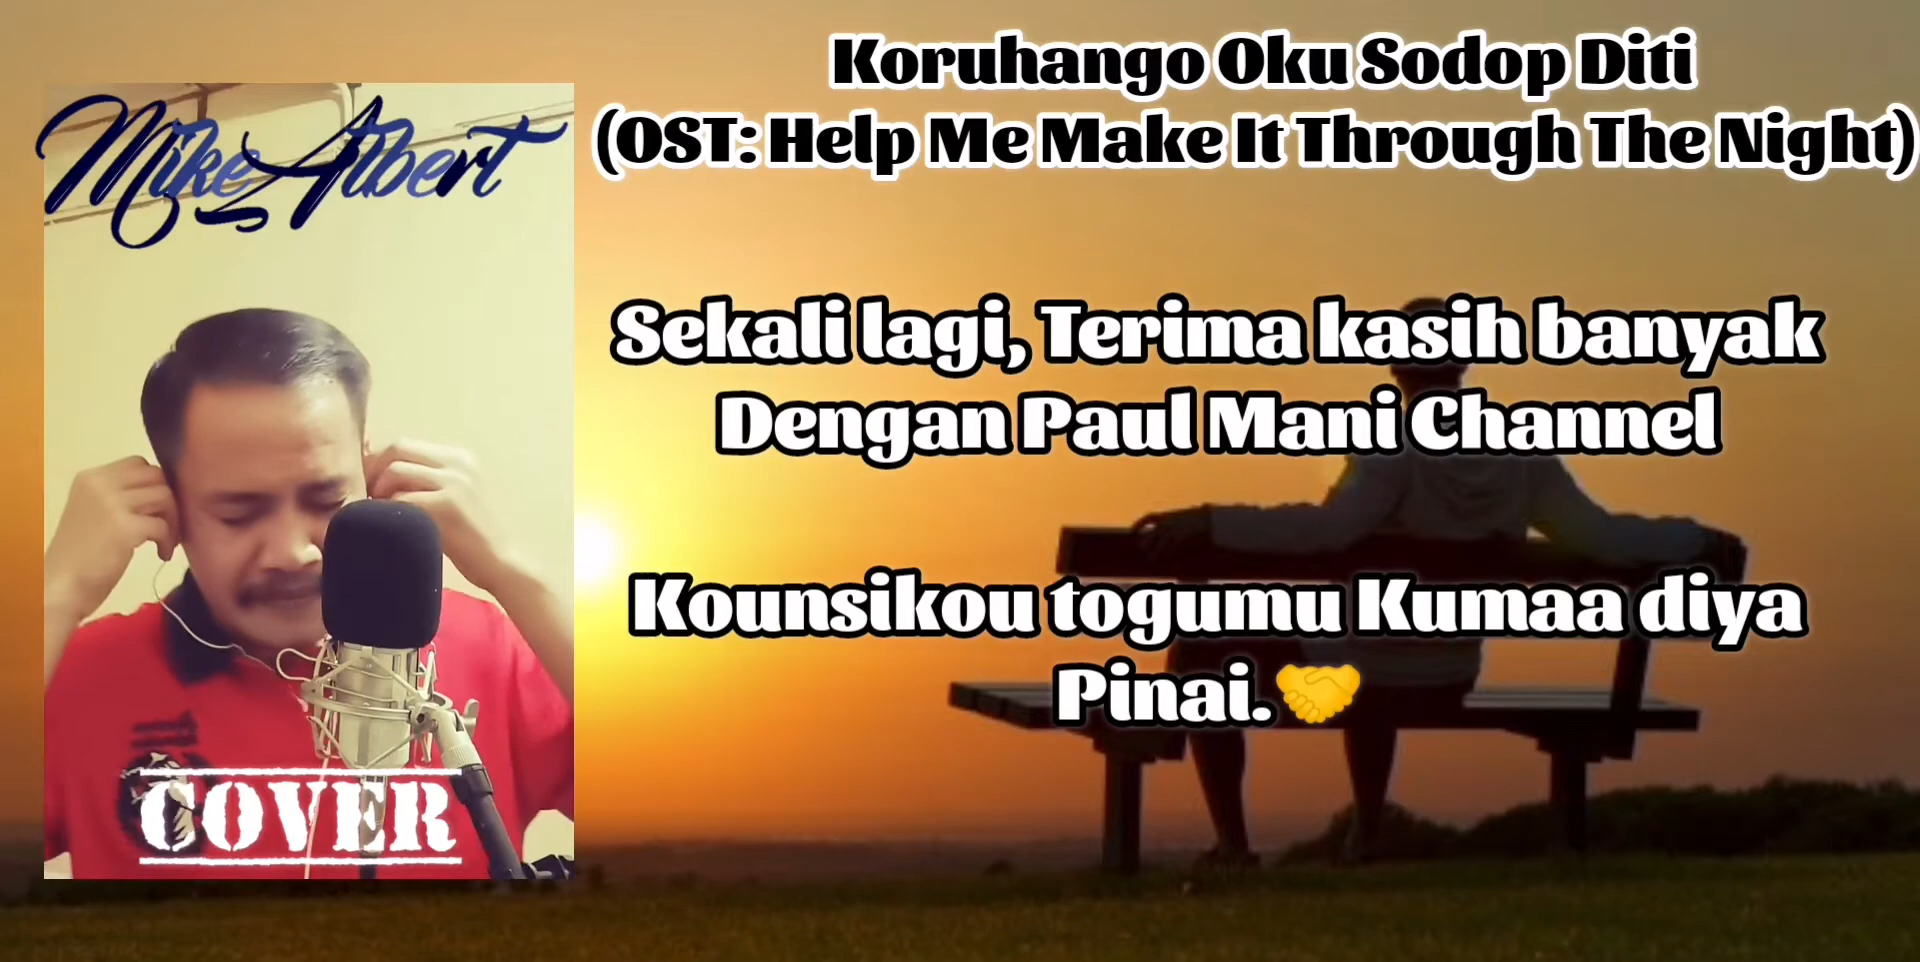 Koruhango Oku Sodop Diti
(OST: Help Me Make It Through The Night)
Mike Albert
Sekali lagi, Terima kasih banyak
Dengan Paul Mani Channel
Kounsikou togumu Kumaa diya
Pinai.🤝
COVER